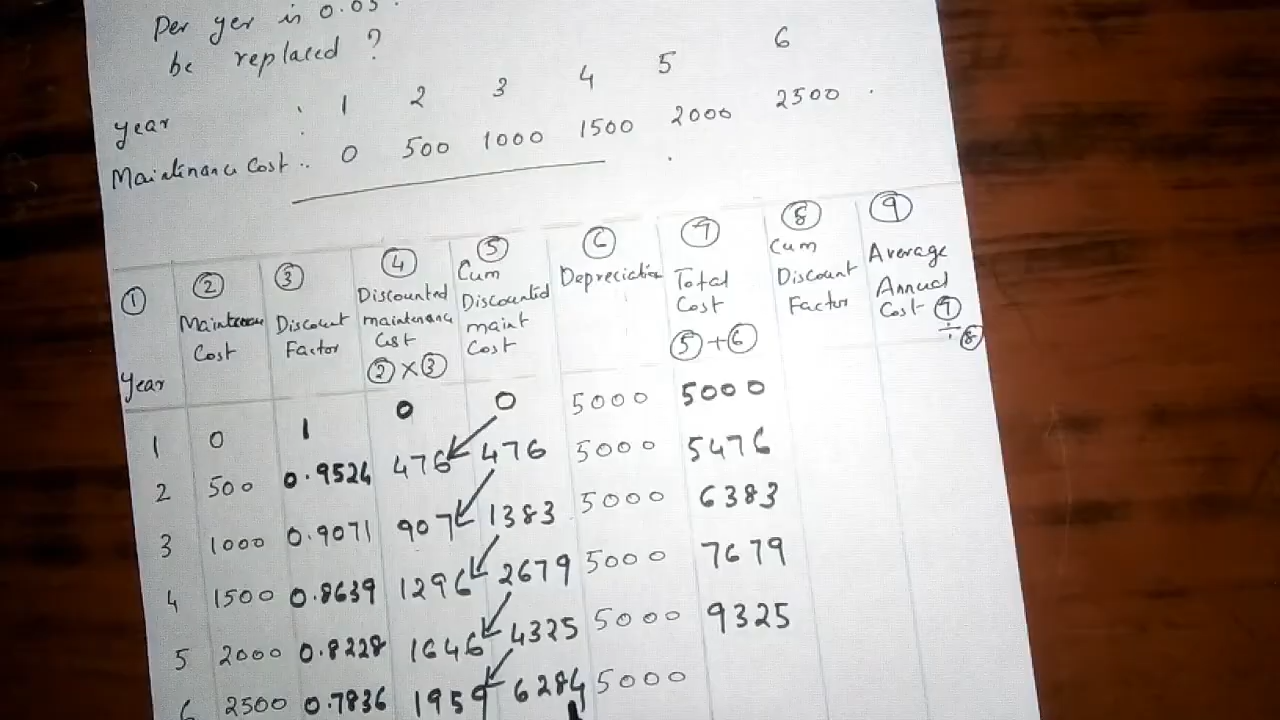 Per yer is 0.05.
be replaced ?
year : 1 2 3 4 5 6
Maintinance Cost : 0 500 1000 1500 2000 2500 .
① ② ③ ④ ⑤ ⑥ ⑦ ⑧ ⑨
Year
Maintenance
Cost
Discount
Factor
Discounted
maintenance
Cost
② × ③
Cum
Discounted
maint
Cost
Depreciation
Total
Cost
⑤ + ⑥
Cum
Discount
Factor
Average
Annual
Cost ⑦
÷ ⑧
1 0 1 0 0 5000 5000
2 500 0.9524 476 476 5000 5476
3 1000 0.9071 907 1383 5000 6383
4 1500 0.8639 1296 2679 5000 7679
5 2000 0.8228 1646 4325 5000 9325
6 2500 0.7836 1959 6284 5000